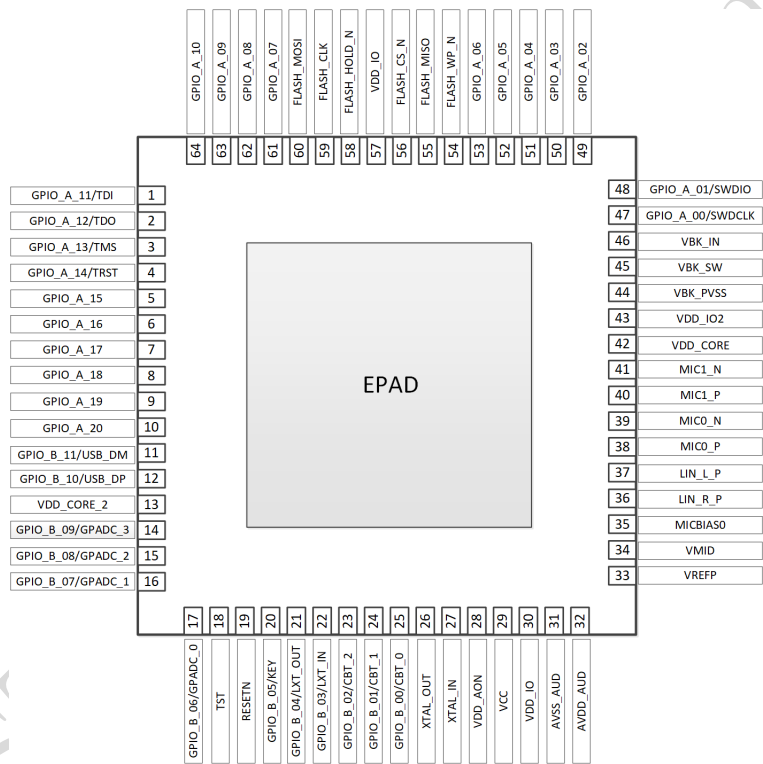 GPIO_A_10
GPIO_A_09
GPIO_A_08
GPIO_A_07
FLASH_MOSI
FLASH_CLK
FLASH_HOLD_N
VDD_IO
FLASH_CS_N
FLASH_MISO
FLASH_WP_N
GPIO_A_06
GPIO_A_05
GPIO_A_04
GPIO_A_03
GPIO_A_02
64
63
62
61
60
59
58
57
56
55
54
53
52
51
50
49
GPIO_A_11/TDI 1
GPIO_A_12/TDO 2
GPIO_A_13/TMS 3
GPIO_A_14/TRST 4
GPIO_A_15 5
GPIO_A_16 6
GPIO_A_17 7
GPIO_A_18 8
GPIO_A_19 9
GPIO_A_20 10
GPIO_B_11/USB_DM 11
GPIO_B_10/USB_DP 12
VDD_CORE_2 13
GPIO_B_09/GPADC_3 14
GPIO_B_08/GPADC_2 15
GPIO_B_07/GPADC_1 16
EPAD
48 GPIO_A_01/SWDIO
47 GPIO_A_00/SWDCLK
46 VBK_IN
45 VBK_SW
44 VBK_PVSS
43 VDD_IO2
42 VDD_CORE
41 MIC1_N
40 MIC1_P
39 MIC0_N
38 MIC0_P
37 LIN_L_P
36 LIN_R_P
35 MICBIAS0
34 VMID
33 VREFP
17
18
19
20
21
22
23
24
25
26
27
28
29
30
31
32
GPIO_B_06/GPADC_0
TST
RESETN
GPIO_B_05/KEY
GPIO_B_04/LXT_OUT
GPIO_B_03/LXT_IN
GPIO_B_02/CBT_2
GPIO_B_01/CBT_1
GPIO_B_00/CBT_0
XTAL_OUT
XTAL_IN
VDD_AON
VCC
VDD_IO
AVSS_AUD
AVDD_AUD